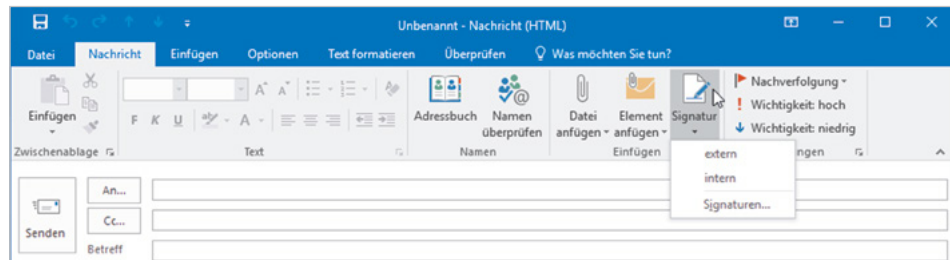 Unbenannt - Nachricht (HTML)
Datei Nachricht Einfügen Optionen Text formatieren Überprüfen Was möchten Sie tun?
Einfügen
F K U
A A A
Adressbuch
Namen überprüfen
Datei anfügen
Element anfügen
Signatur
Nachverfolgung
Wichtigkeit: hoch
Wichtigkeit: niedrig
Zwischenablage Text Namen Einfügen ngen
extern
intern
Signaturen...
Senden
An...
Cc...
Betreff